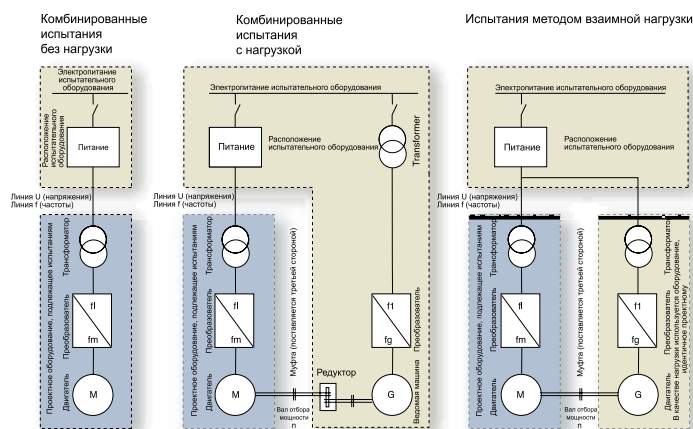 Комбинированные
испытания
без нагрузки
Электропитание
испытательного
оборудования
Расположение
испытательного
оборудования
Питание
Линия U (напряжения)
Линия f (частоты)
Проектное оборудование, подлежащее испытаниям
Трансформатор
Преобразователь
fl
fm
Двигатель
M
Комбинированные
испытания
с нагрузкой
Электропитание испытательного оборудования
Питание
Расположение
испытательного оборудования
Transformer
Линия U (напряжения)
Линия f (частоты)
Проектное оборудование, подлежащее испытаниям
Трансформатор
Преобразователь
fl
fm
Двигатель
M
Муфта (поставляется третьей стороной)
Вал отбора
мощности
n
Редуктор
f1
fg
Преобразователь
G
Ведомая машина
Испытания методом взаимной нагрузки
Электропитание испытательного оборудования
Питание
Расположение
испытательного оборудования
Линия U (напряжения)
Линия f (частоты)
Проектное оборудование, подлежащее испытаниям
Трансформатор
Преобразователь
fl
fm
Двигатель
M
Муфта (поставляется третьей стороной)
Вал отбора
мощности
n
f1
fg
G
Трансформатор
Преобразователь
Двигатель
В качестве нагрузки используется оборудование,
идентичное проектному